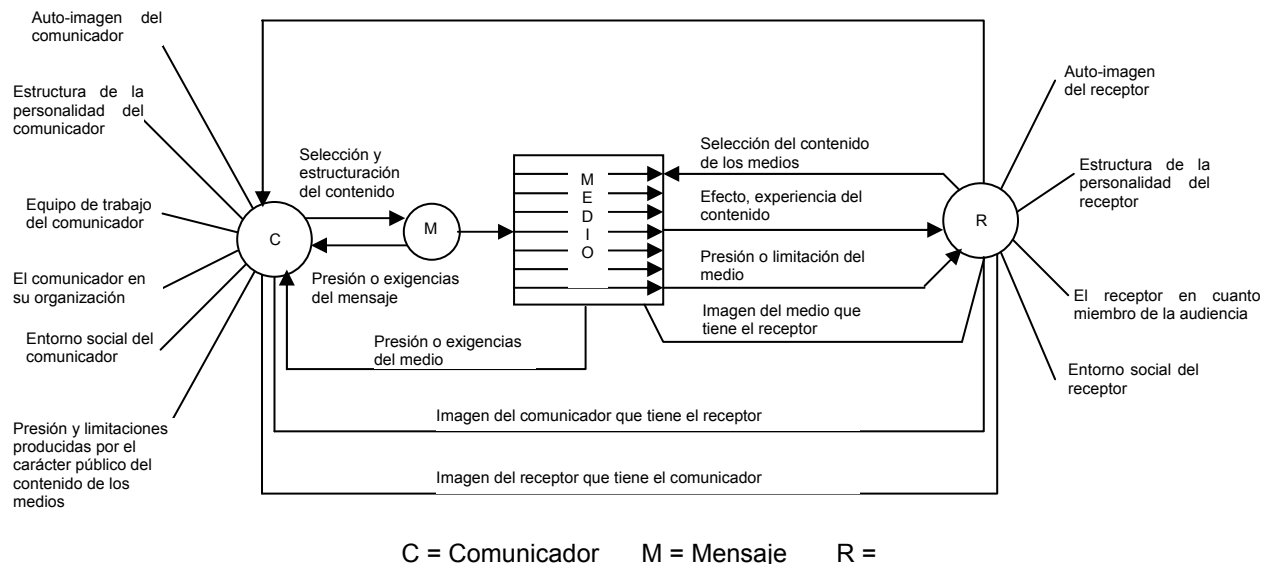 Auto-imagen del
comunicador
Estructura de la
personalidad del
comunicador
Equipo de trabajo
del comunicador
El comunicador en
su organización
Entorno social del
comunicador
Presión y limitaciones
producidas por el
carácter público del
contenido de los
medios
C
Selección y
estructuración
del contenido
M
Presión o exigencias
del mensaje
Presión o exigencias
del medio
M
E
D
I
O
Selección del contenido
de los medios
Efecto, experiencia del
contenido
Presión o limitación del
medio
Imagen del medio que
tiene el receptor
Imagen del comunicador que tiene el receptor
Imagen del receptor que tiene el comunicador
R
Auto-imagen
del receptor
Estructura de la
personalidad del
receptor
El receptor en cuanto
miembro de la audiencia
Entorno social del
receptor
C = Comunicador M = Mensaje R =